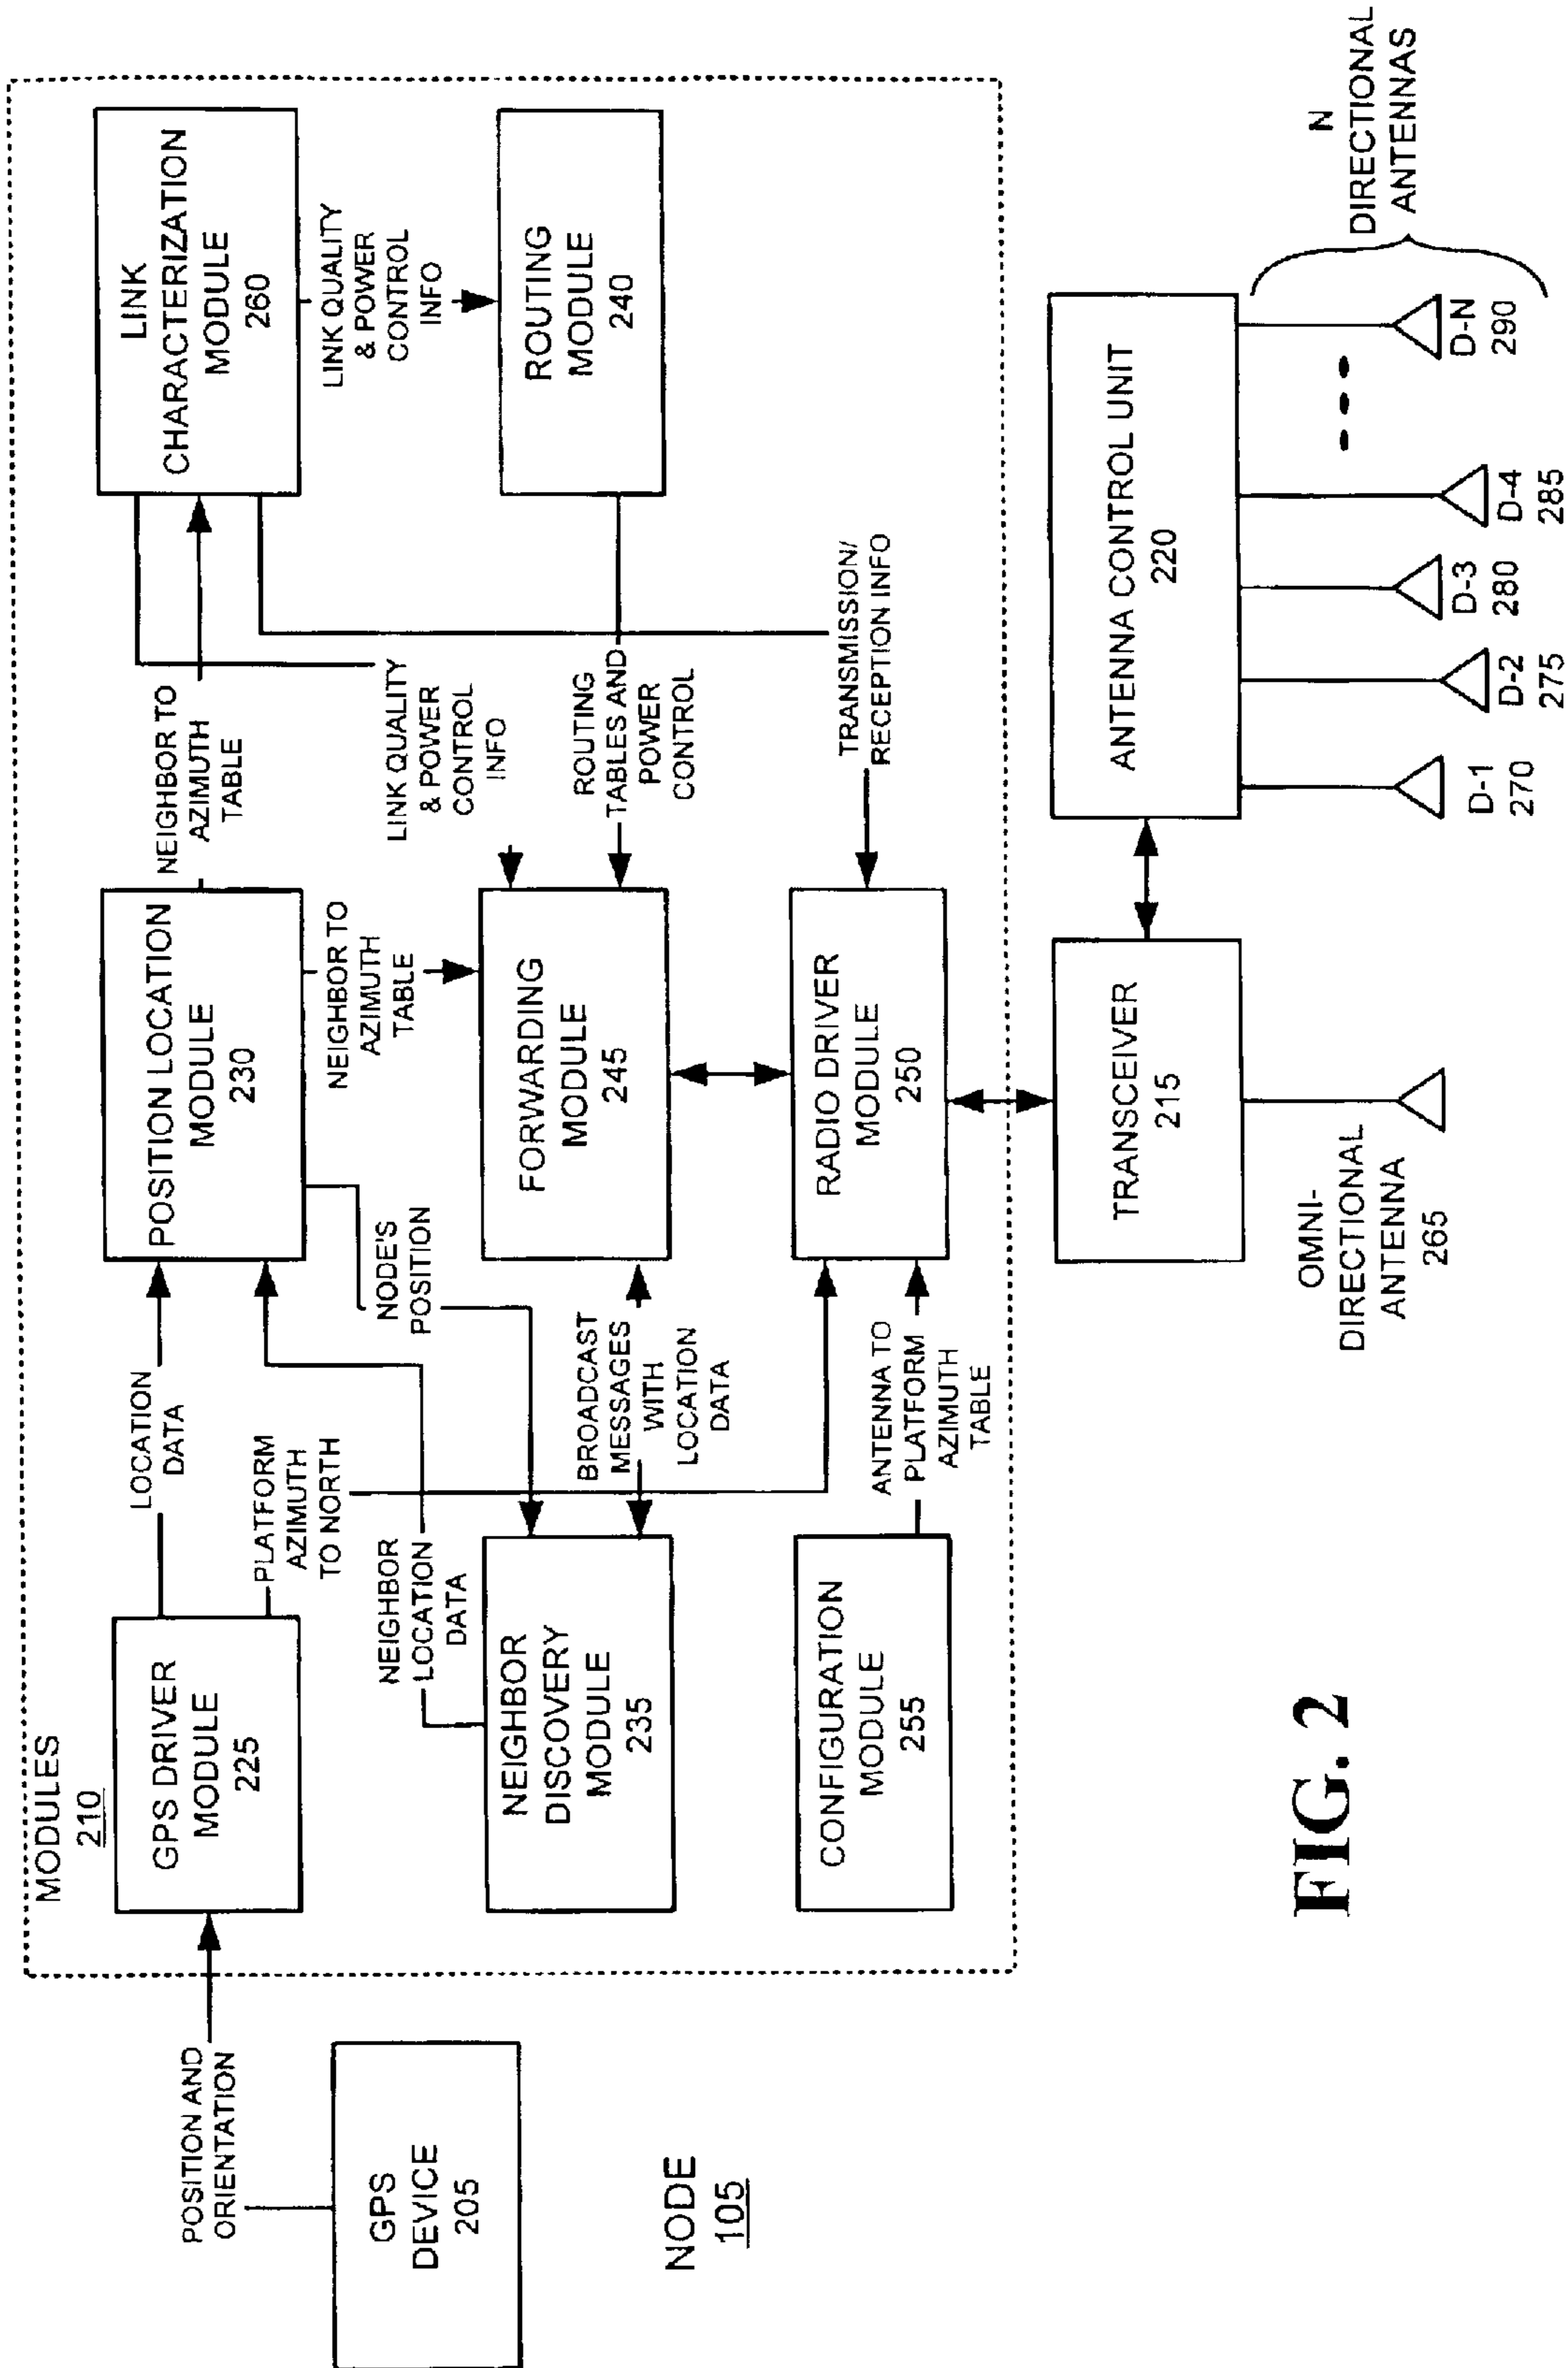 MODULES
210
GPS DRIVER
MODULE
225
LOCATION
DATA
POSITION LOCATION
MODULE
230
NEIGHBOR TO
AZIMUTH
TABLE
LINK
CHARACTERIZATION
MODULE
260
POSITION AND
ORIENTATION
PLATFORM
AZIMUTH
TO NORTH
NODE'S
POSITION
NEIGHBOR TO
AZIMUTH
TABLE
LINK QUALITY
& POWER
CONTROL
INFO
LINK QUALITY
& POWER
CONTROL
INFO
GPS
DEVICE
205
NEIGHBOR
LOCATION
DATA
NEIGHBOR
DISCOVERY
MODULE
235
BROADCAST
MESSAGES
WITH
LOCATION
DATA
FORWARDING
MODULE
245
ROUTING
TABLES AND
POWER
CONTROL
ROUTING
MODULE
240
NODE
105
CONFIGURATION
MODULE
255
ANTENNA TO
PLATFORM
AZIMUTH
TABLE
RADIO DRIVER
MODULE
250
TRANSMISSION/
RECEPTION INFO
TRANSCEIVER
215
ANTENNA CONTROL UNIT
220
OMNI-
DIRECTIONAL
ANTENNA
265
D-1
270
D-2
275
D-3
280
D-4
285
D-N
290
N
DIRECTIONAL
ANTENNAS
FIG. 2